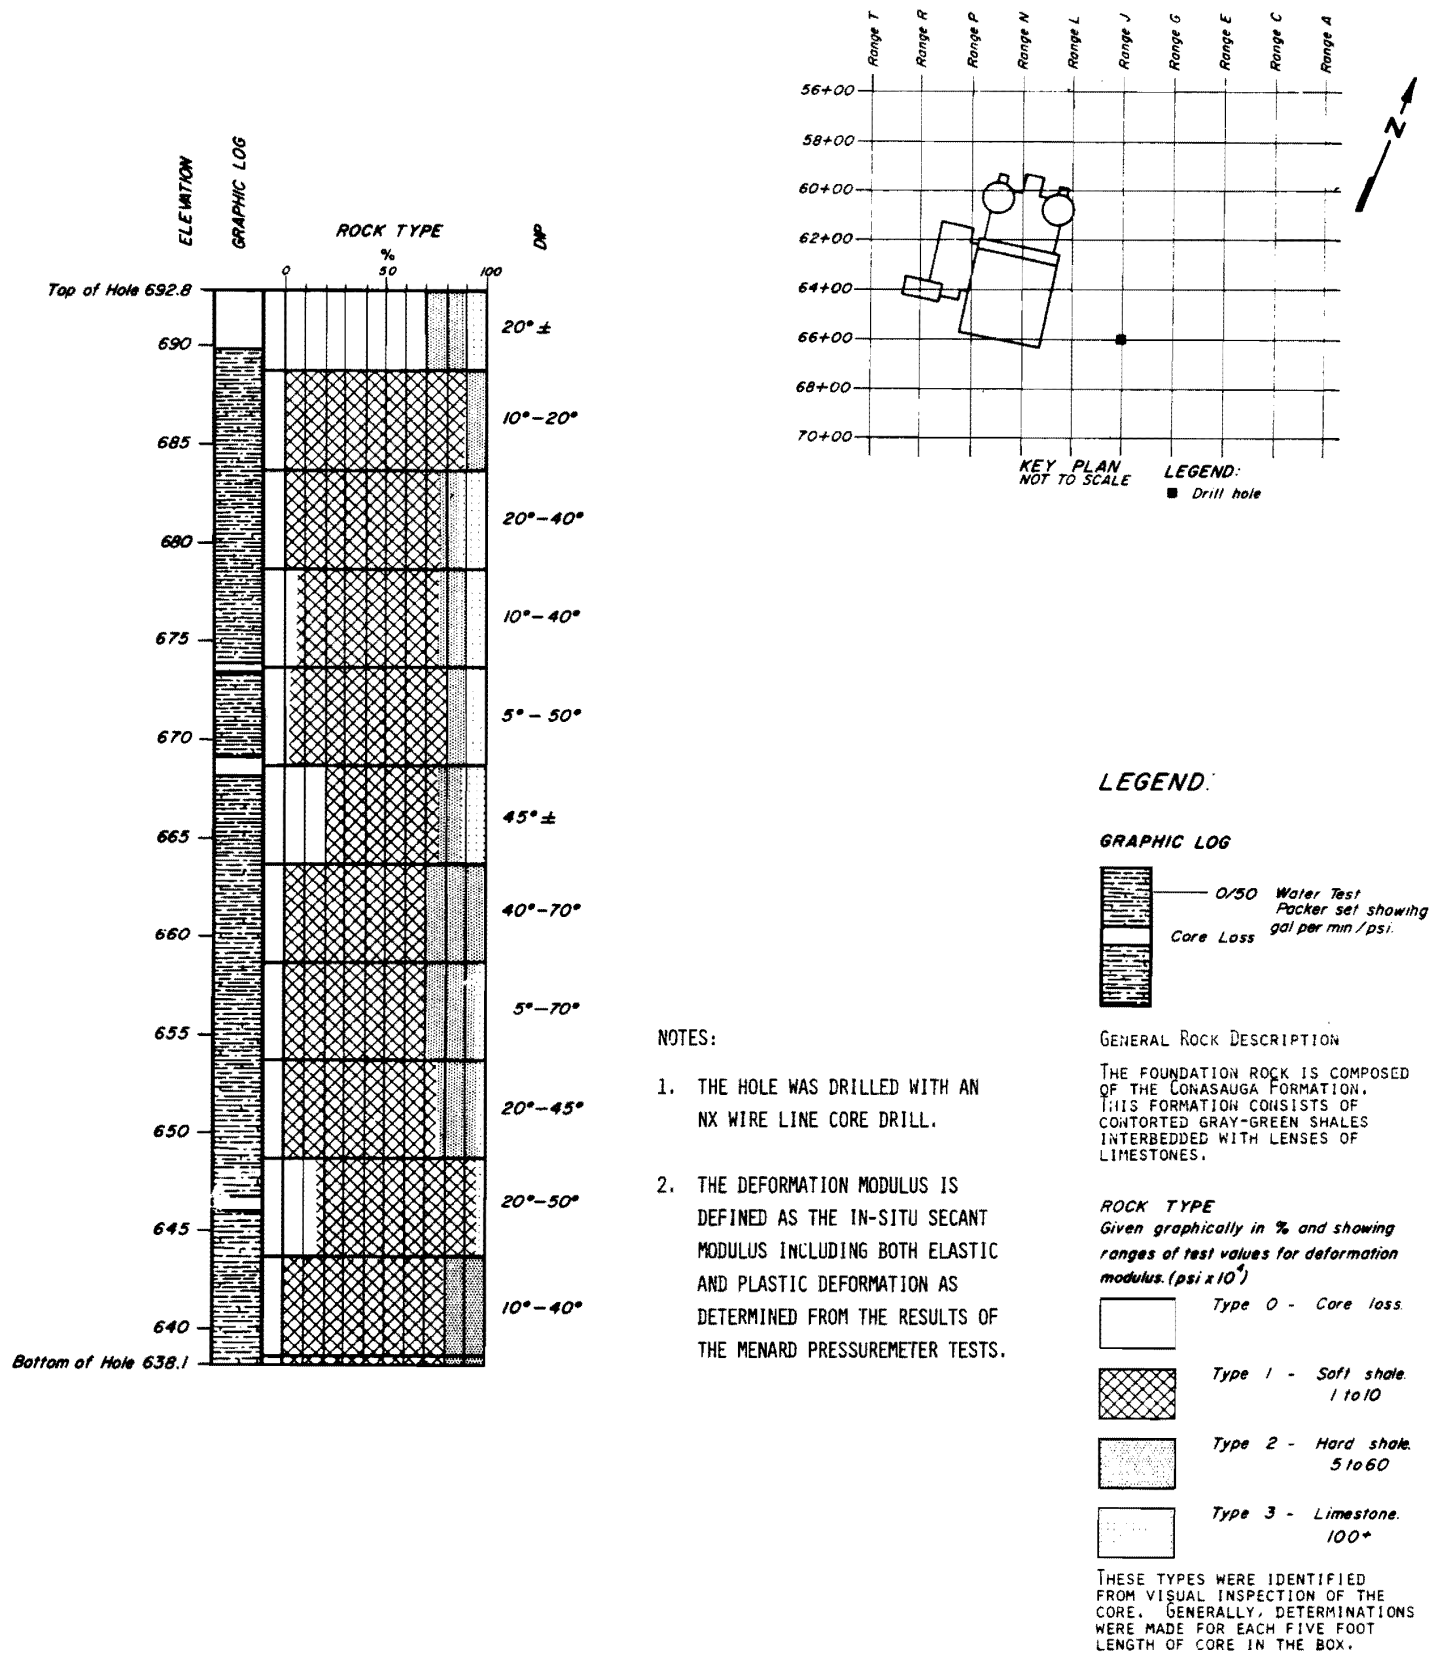 Range T
Range R
Range P
Range N
Range L
Range J
Range G
Range E
Range C
Range A
56+00
58+00
60+00
62+00
64+00
66+00
68+00
70+00
N
KEY PLAN
NOT TO SCALE
LEGEND:
Drill hole
ELEVATION
GRAPHIC LOG
ROCK TYPE
%
0 50 100
DIP
Top of Hole 692.8
20° ±
690
10°-20°
685
20°-40°
680
10°-40°
675
5°-50°
670
45° ±
665
40°-70°
660
5°-70°
655
20°-45°
650
20°-50°
645
10°-40°
640
Bottom of Hole 638.1
NOTES:
1. THE HOLE WAS DRILLED WITH AN
NX WIRE LINE CORE DRILL.
2. THE DEFORMATION MODULUS IS
DEFINED AS THE IN-SITU SECANT
MODULUS INCLUDING BOTH ELASTIC
AND PLASTIC DEFORMATION AS
DETERMINED FROM THE RESULTS OF
THE MENARD PRESSUREMETER TESTS.
LEGEND:
GRAPHIC LOG
0/50 Water Test
Packer set showing
gal per min/psi.
Core Loss
GENERAL ROCK DESCRIPTION
THE FOUNDATION ROCK IS COMPOSED
OF THE CONASAUGA FORMATION.
THIS FORMATION CONSISTS OF
CONTORTED GRAY-GREEN SHALES
INTERBEDDED WITH LENSES OF
LIMESTONES.
ROCK TYPE
Given graphically in % and showing
ranges of test values for deformation
modulus. (psi x 10⁴)
Type 0 - Core loss.
Type 1 - Soft shale.
1 to 10
Type 2 - Hard shale.
5 to 60
Type 3 - Limestone.
100+
THESE TYPES WERE IDENTIFIED
FROM VISUAL INSPECTION OF THE
CORE. GENERALLY, DETERMINATIONS
WERE MADE FOR EACH FIVE FOOT
LENGTH OF CORE IN THE BOX.